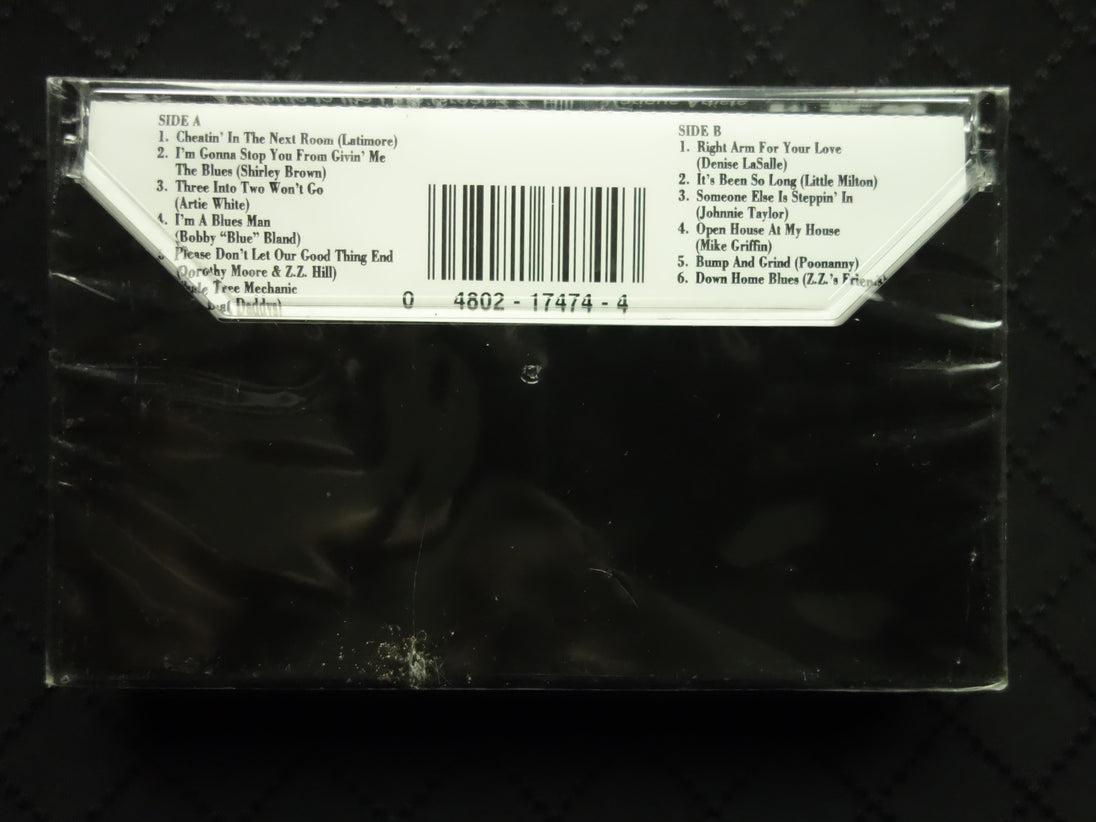 SIDE A
1. Cheatin' In The Next Room (Latimore)
2. I'm Gonna Stop You From Givin' Me
The Blues (Shirley Brown)
3. Three Into Two Won't Go
(Artie White)
4. I'm A Blues Man
(Bobby "Blue" Bland)
Please Don't Let Our Good Thing End
(Dorothy Moore & Z.Z. Hill)
Tree Mechanic
Daddys)
0 4802 - 17474 - 4
SIDE B
1. Right Arm For Your Love
(Denise LaSalle)
2. It's Been So Long (Little Milton)
3. Someone Else Is Steppin' In
(Johnnie Taylor)
4. Open House At My House
(Mike Griffin)
5. Bump And Grind (Poonanny)
6. Down Home Blues (Z.Z.'s Friends